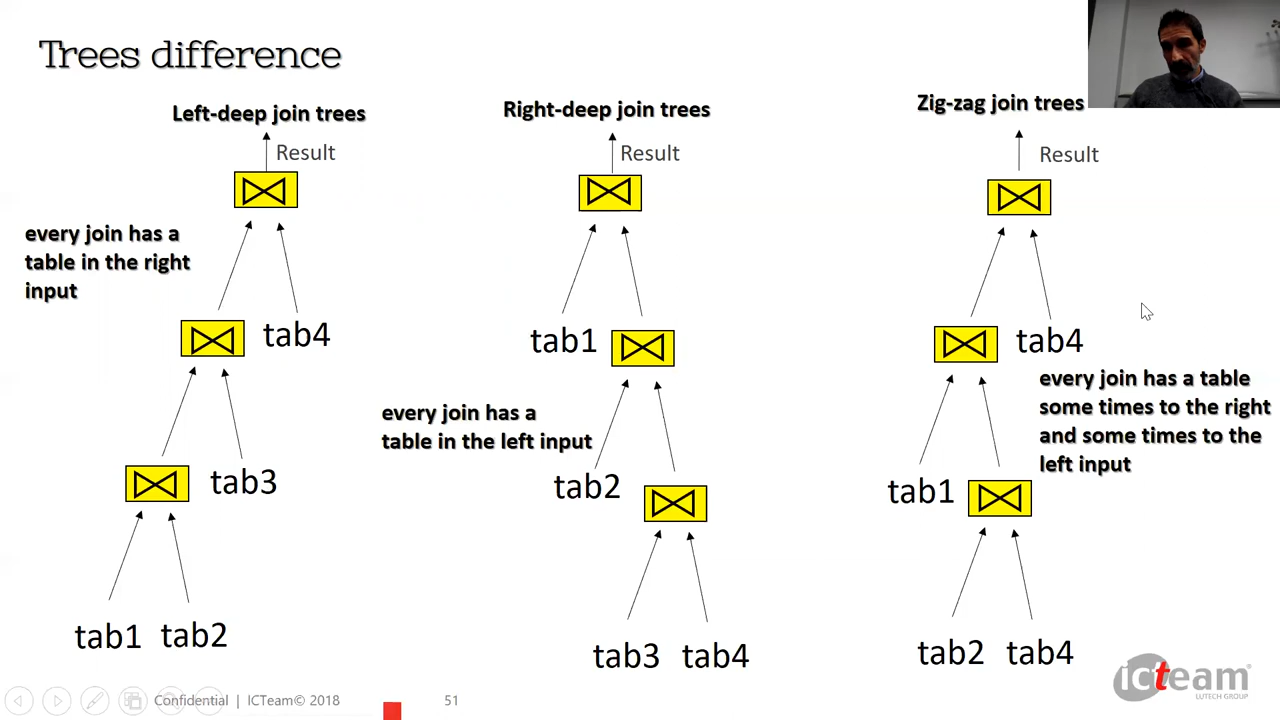 Trees difference
Left-deep join trees
Result
every join has a
table in the right
input
tab4
tab3
tab1 tab2
Right-deep join trees
Result
tab1
every join has a
table in the left input
tab2
tab3 tab4
Zig-zag join trees
Result
tab4
every join has a table
some times to the right
and some times to the
left input
tab1
tab2 tab4
Confidential | ICTeam© 2018
51
icteam
LUTECH GROUP